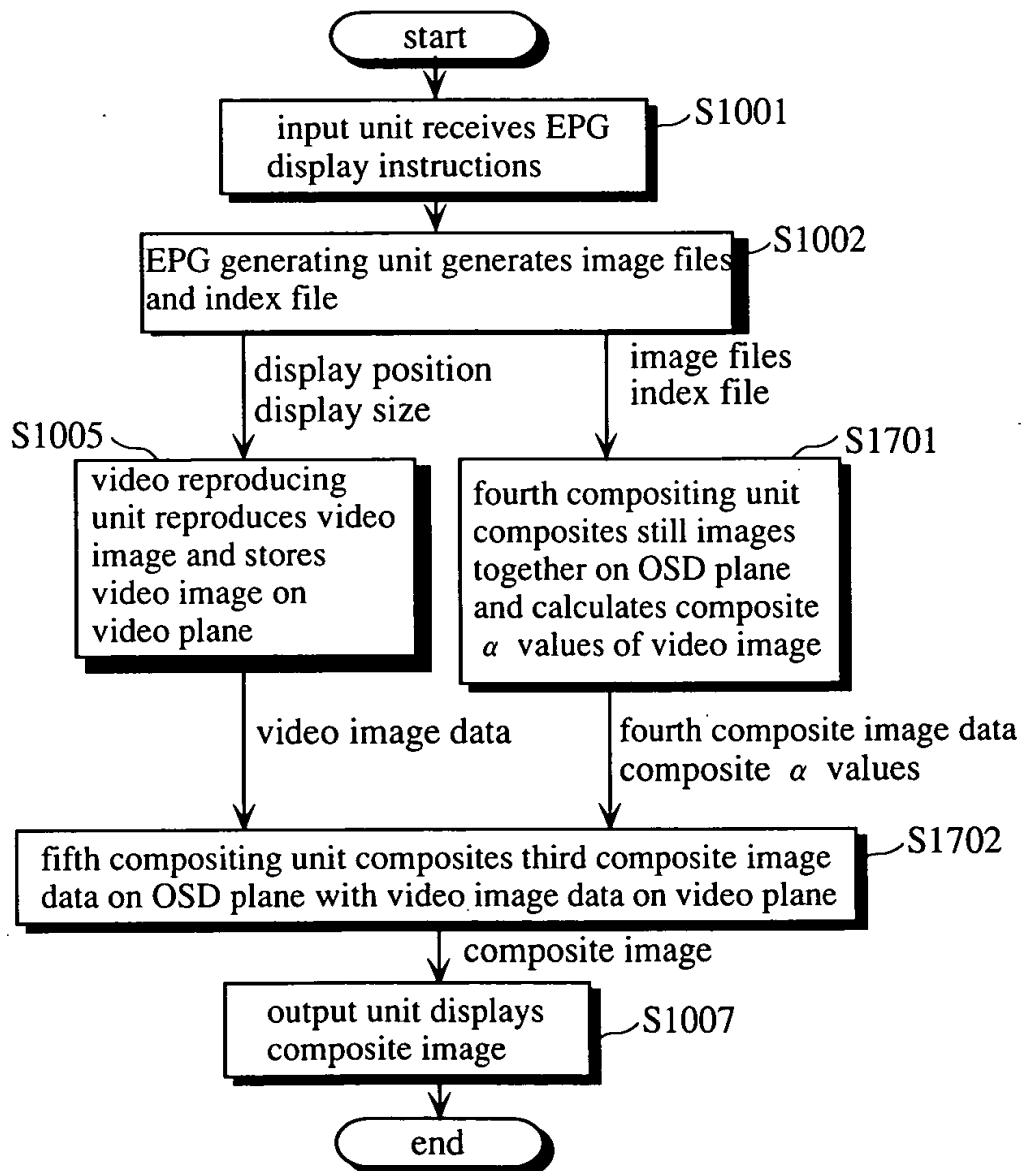 start
S1001
input unit receives EPG
display instructions
S1002
EPG generating unit generates image files
and index file
display position
display size
image files
index file
S1005
video reproducing
unit reproduces video
image and stores
video image on
video plane
S1701
fourth compositing unit
composites still images
together on OSD plane
and calculates composite
α values of video image
video image data
fourth composite image data
composite α values
S1702
fifth compositing unit composites third composite image
data on OSD plane with video image data on video plane
composite image
output unit displays
composite image
S1007
end